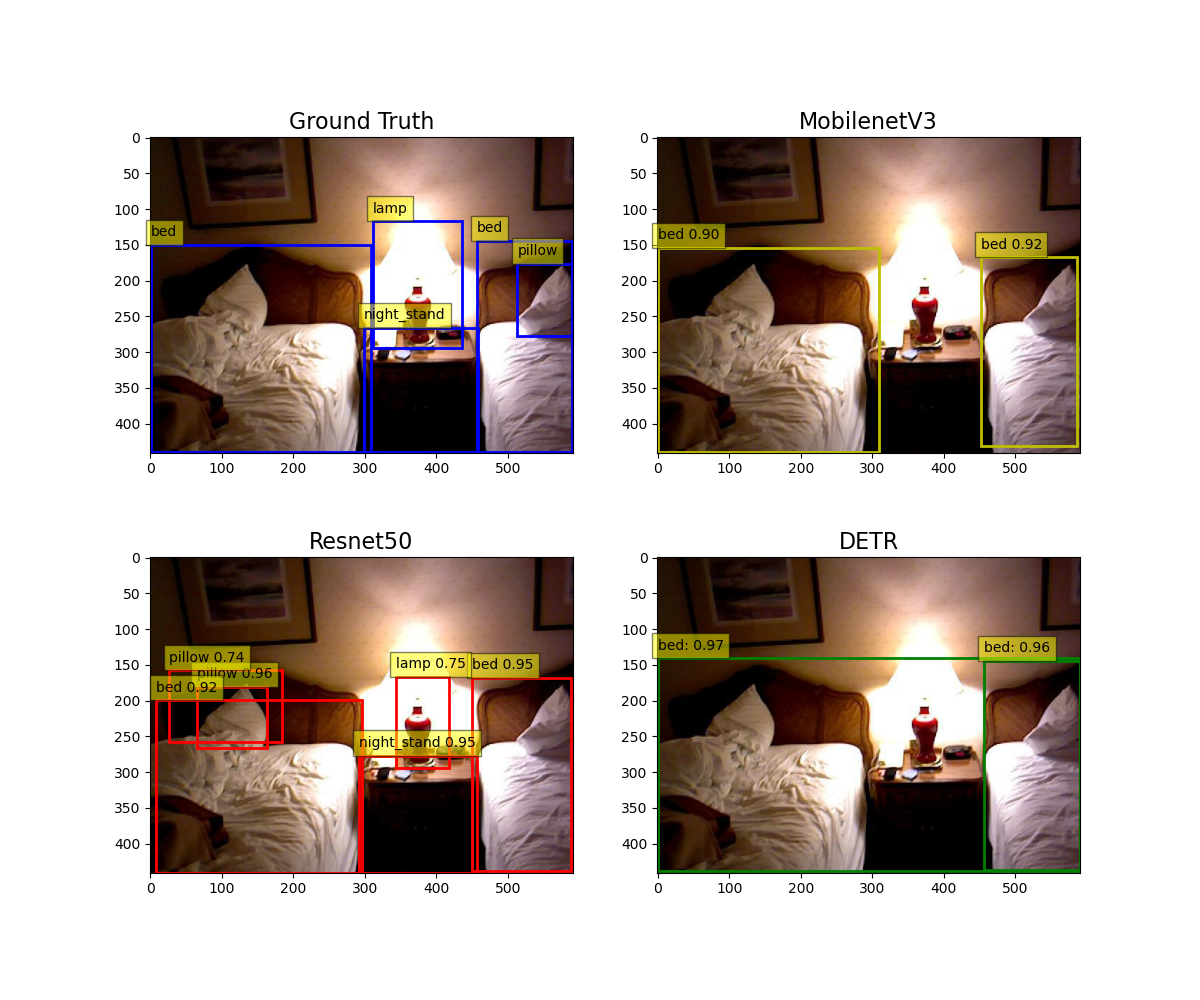 Ground Truth
0
50
100
150
200
250
300
350
400
0 100 200 300 400 500
bed
lamp
bed
pillow
night_stand
MobilenetV3
0
50
100
150
200
250
300
350
400
0 100 200 300 400 500
bed 0.90
bed 0.92
Resnet50
0
50
100
150
200
250
300
350
400
0 100 200 300 400 500
pillow 0.74
pillow 0.96
bed 0.92
lamp 0.75
bed 0.95
night_stand 0.95
DETR
0
50
100
150
200
250
300
350
400
0 100 200 300 400 500
bed: 0.97
bed: 0.96